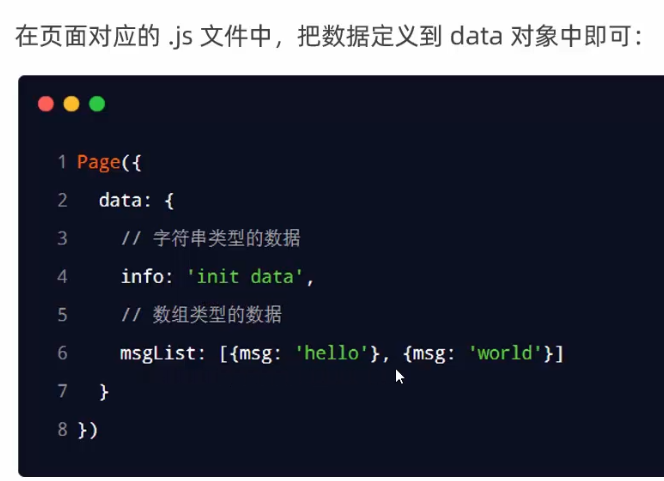 在页面对应的 .js 文件中，把数据定义到 data 对象中即可：
1 Page({
2   data: {
3     // 字符串类型的数据
4     info: 'init data',
5     // 数组类型的数据
6     msgList: [{msg: 'hello'}, {msg: 'world'}]
7   }
8 })